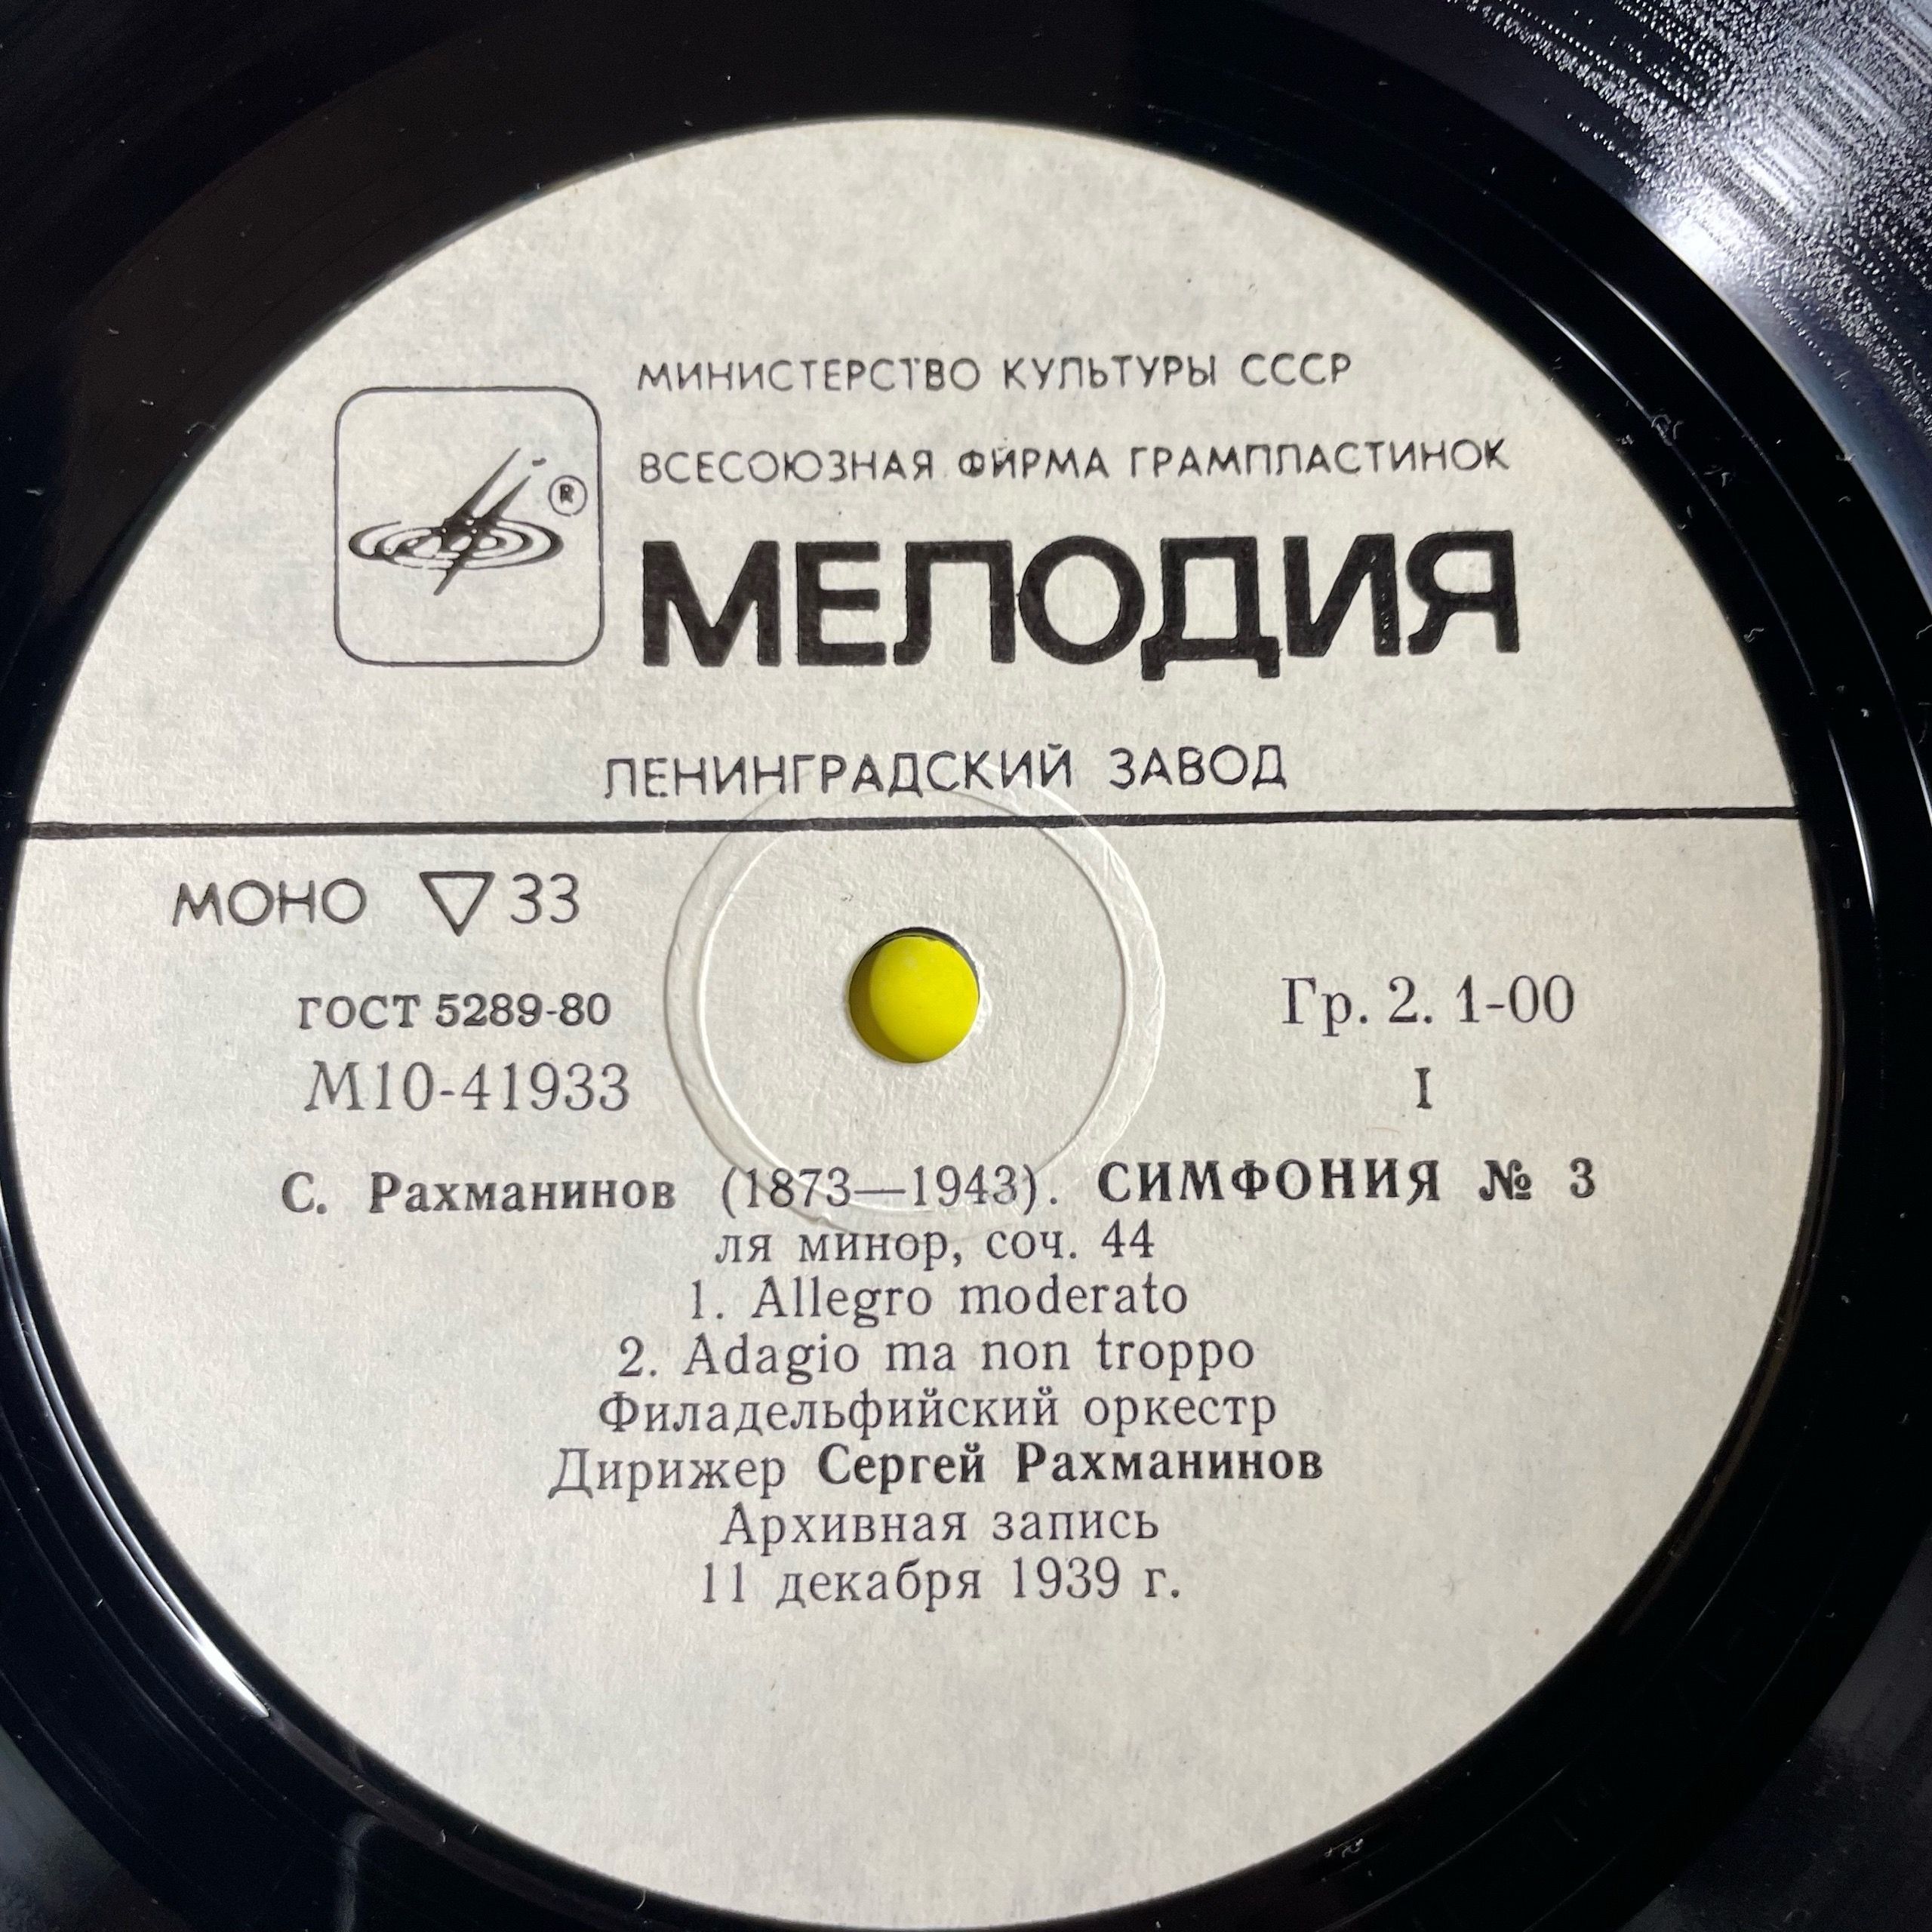 МИНИСТЕРСТВО КУЛЬТУРЫ СССР
ВСЕСОЮЗНАЯ ФИРМА ГРАМПЛАСТИНОК
®
МЕЛОДИЯ
ЛЕНИНГРАДСКИЙ ЗАВОД
МОНО ▽ 33
ГОСТ 5289-80
Гр. 2. 1-00
М10-41933
I
С. Рахманинов (1873—1943). СИМФОНИЯ № 3
ля минор, соч. 44
1. Allegro moderato
2. Adagio ma non troppo
Филадельфийский оркестр
Дирижер Сергей Рахманинов
Архивная запись
11 декабря 1939 г.